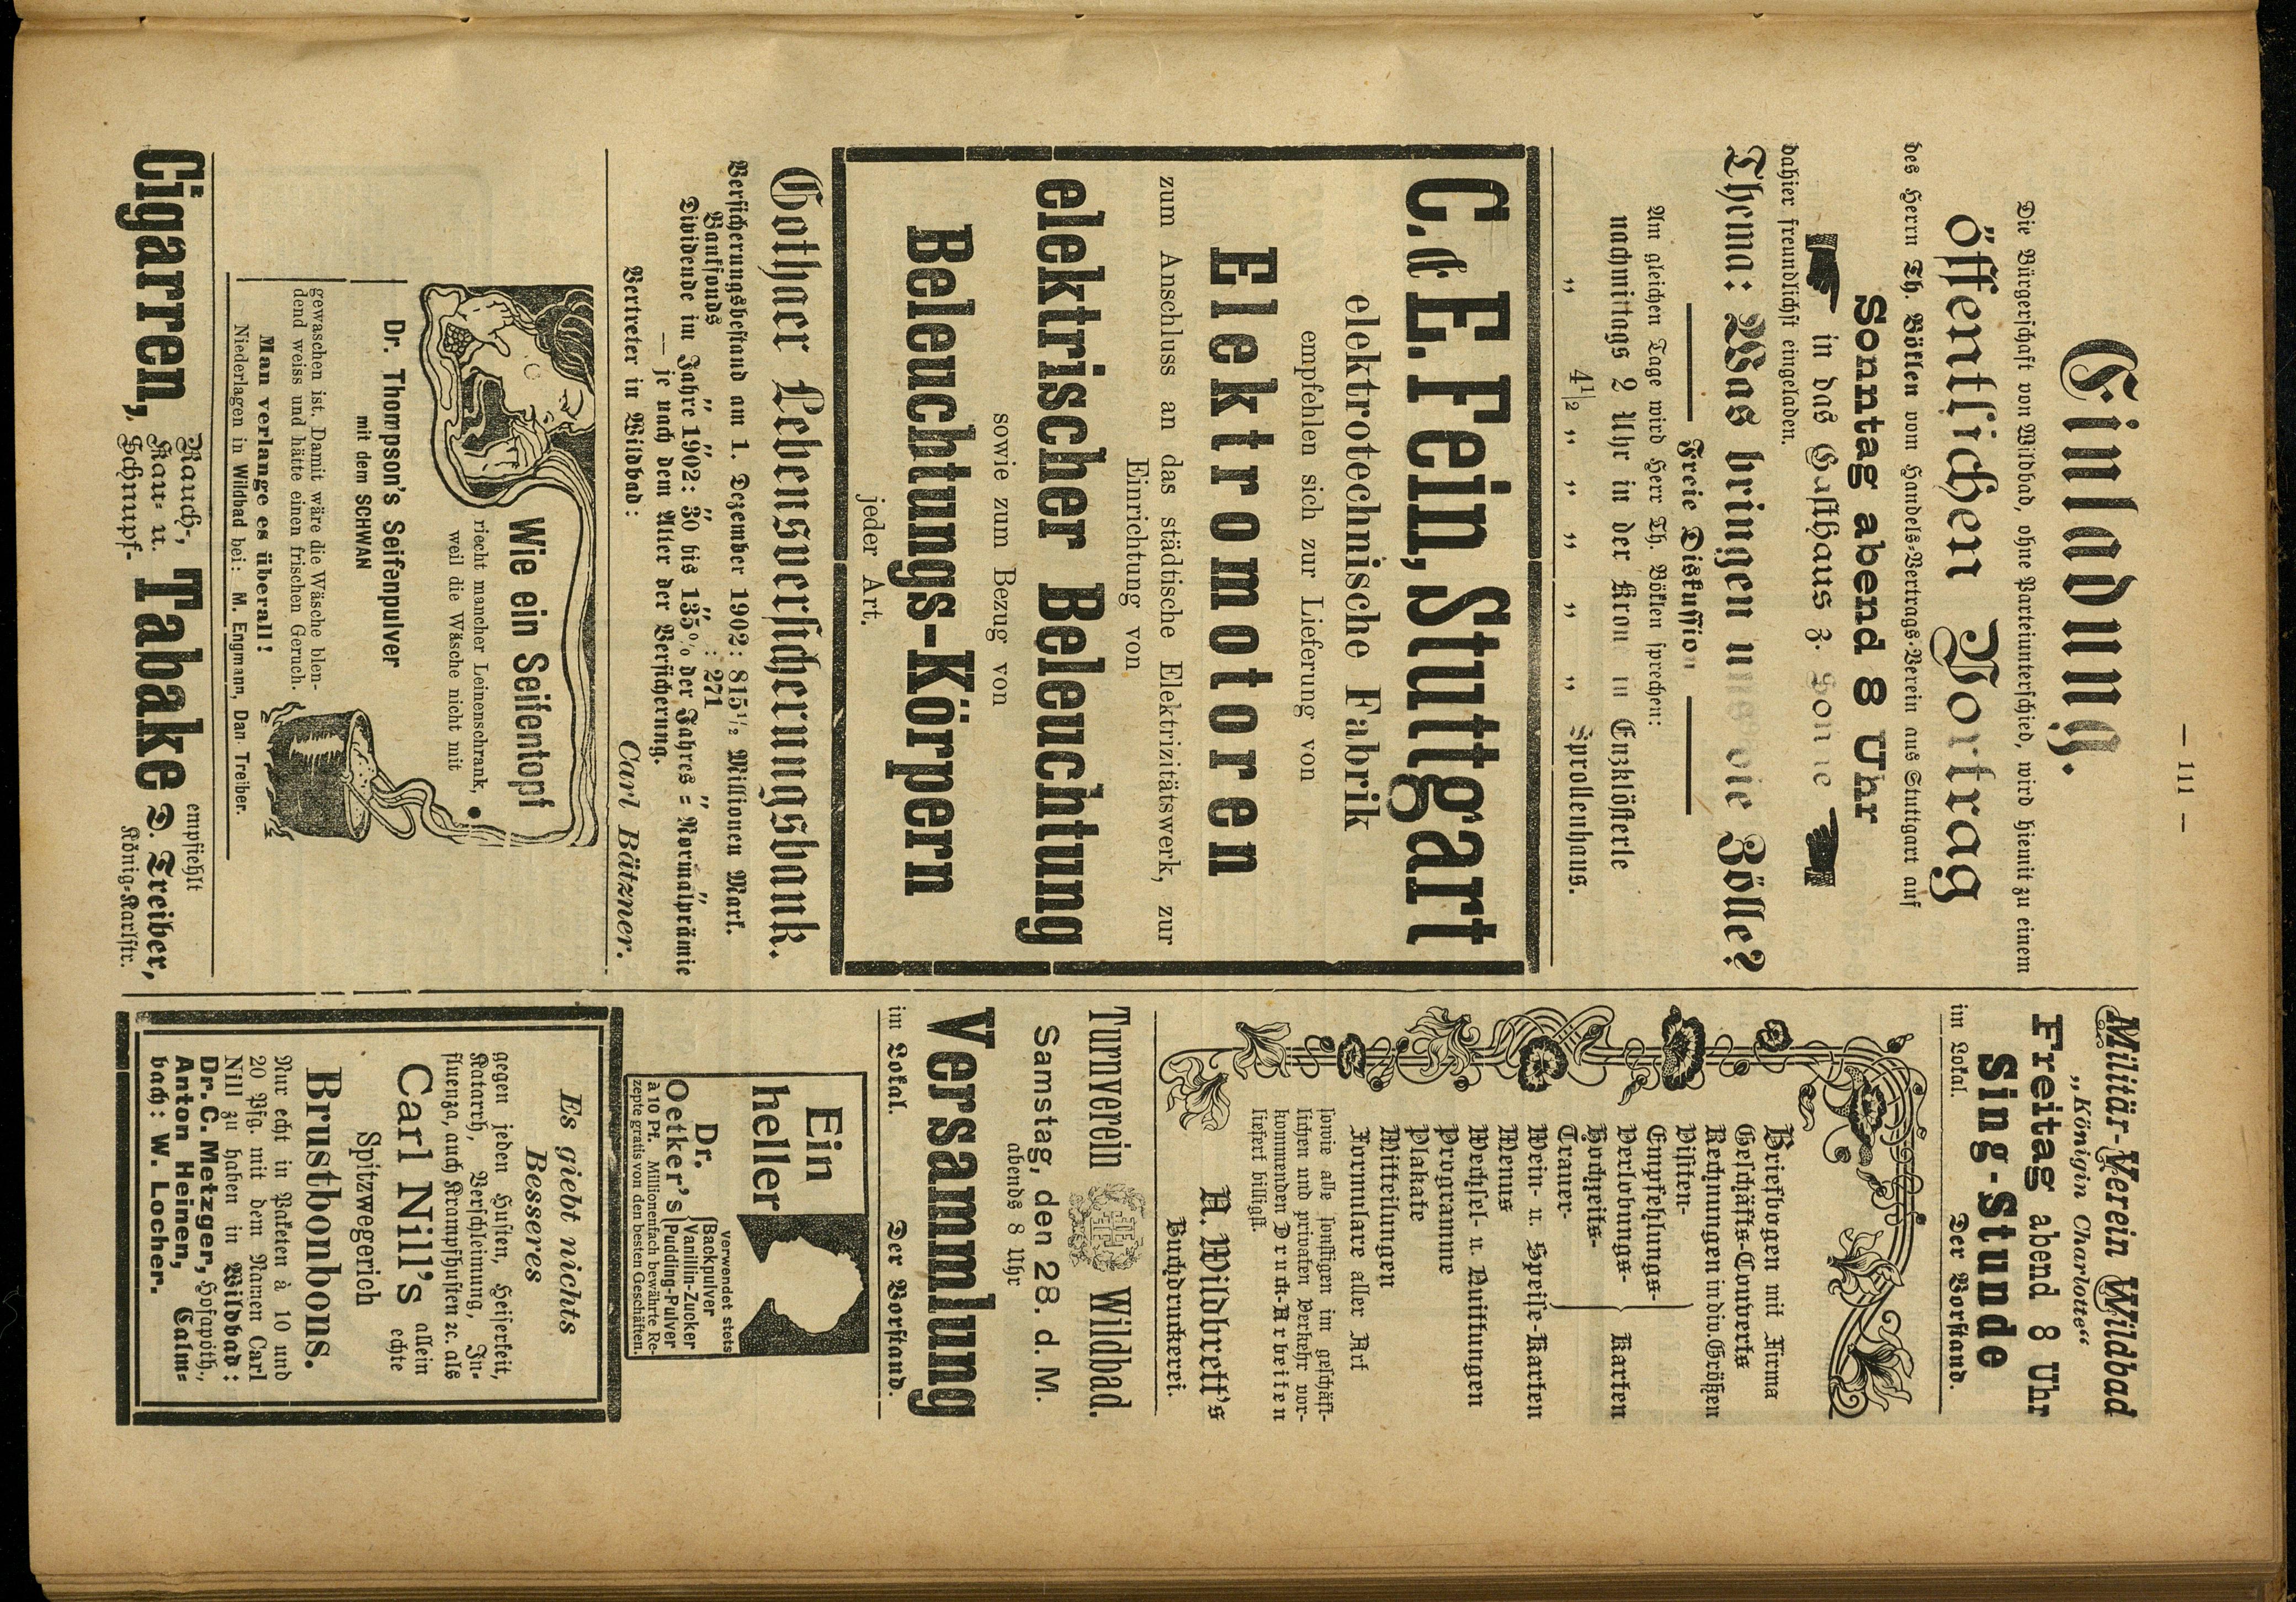 — 111 —
Einladung.
Die Bürgerschaft von Wildbad, ohne Parteiunterschied, wird hiemit zu einem
öffentlichen Vortrag
des Herrn Th. Böklen vom Handels-Vertrags-Verein aus Stuttgart auf
Sonntag abend 8 Uhr
in das Gasthaus z.
dahier freundlichst eingeladen.
Thema: Was bringen uns die Zölle?
Freie Diskussion
Am gleichen Tage wird Herr Th. Böklen sprechen:
nachmittags 2 Uhr in der Krone in Enzklösterle
„ 4½ „ „ „ „ „ Sprollenhaus.
C. & E. Fein, Stuttgart
elektrotechnische Fabrik
empfehlen sich zur Lieferung von
Elektromotoren
zum Anschluss an das städtische Elektrizitätswerk, zur
Einrichtung von
elektrischer Beleuchtung
sowie zum Bezug von
Beleuchtungs-Körpern
jeder Art.
Gothaer Lebensversicherungsbank.
Versicherungsbestand am 1. Dezember 1902: 815½ Millionen Mark.
Bankfonds „ „ „ „ : 271 „ „
Dividende im Jahre 1902: 30 bis 135% der Jahres = Normalprämie
— je nach dem Alter der Versicherung.
Vertreter in Wildbad: Carl Bätzner.
Wie ein Seifentopf
riecht mancher Leinenschrank,
weil die Wäsche nicht mit
Dr. Thompson's Seifenpulver
mit dem SCHWAN
gewaschen ist. Damit wäre die Wäsche blen-
dend weiss und hätte einen frischen Geruch.
Man verlange es überall!
Niederlagen in Wildbad bei: M. Engmann, Dan. Treiber.
Cigarren, Rauch-, Kau- u. Schnupf- Tabake empfiehlt
D. Treiber,
König-Karlstr.
Militär-Verein Wildbad
„Königin Charlotte“
Freitag abend 8 Uhr
Sing-Stunde
im Lokal. Der Vorstand.
Briefbogen mit Firma
Geschäfts-Couverts
Rechnungen in div. Größen
Visiten-
Empfehlungs-
Verlobungs- Karten
Hochzeits-
Trauer-
Wein- u. Speise-Karten
Menus
Wechsel- u. Quittungen
Programme
Plakate
Mitteilungen
Formulare aller Art
sowie alle sonstigen im geschäft-
lichen und privaten Verkehr vor-
kommenden Druck-Arbeiten
liefert billigst.
A. Wildbrett's
Buchdruckerei.
Turnverein Wildbad.
Samstag, den 28. d. M.
abends 8 Uhr
Versammlung
im Lokal. Der Vorstand.
Ein
heller
verwendet stets
Dr. Oetker's Backpulver
Vanillin-Zucker
Pudding-Pulver
à 10 Pf. Millionenfach bewährte Re-
zepte gratis von den besten Geschäften.
Es giebt nichts
Besseres
gegen jeden Husten, Heiserkeit,
Katarrh, Verschleimung, In-
fluenza, auch Krampfhusten 2c. als
Carl Nill's allein echte
Spitzwegerich
Brustbonbons.
Nur echt in Paketen à 10 und
20 Pfg. mit dem Namen Carl
Nill zu haben in Wildbad:
Dr. C. Metzger, Hofapoth.,
Anton Heinen, Calm-
bach: W. Locher.